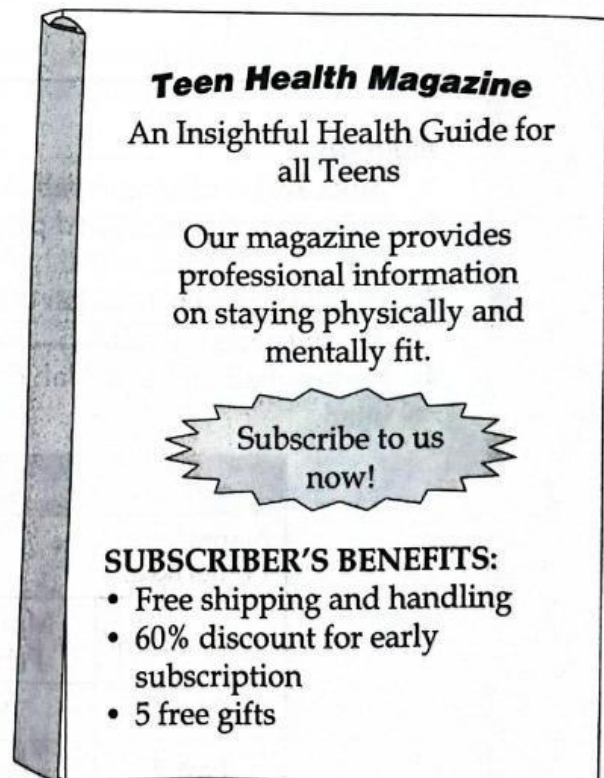 Teen Health Magazine
An Insightful Health Guide for
all Teens
Our magazine provides
professional information
on staying physically and
mentally fit.
Subscribe to us
now!
SUBSCRIBER'S BENEFITS:
• Free shipping and handling
• 60% discount for early
subscription
• 5 free gifts